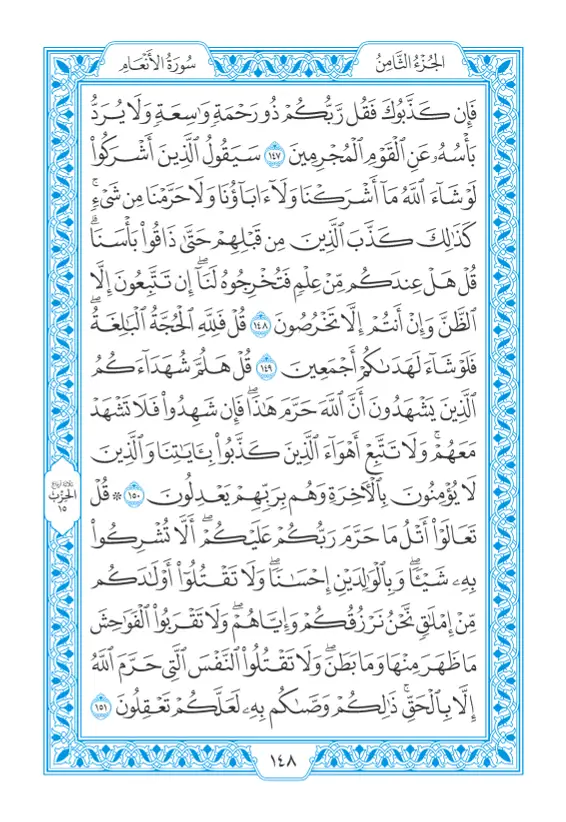 الجُزْءُ الثَّامِنُ
سُورَةُ الأَنْعَامِ
فَإِن كَذَّبُوكَ فَقُل رَّبُّكُمْ ذُو رَحْمَةٍ وَٰسِعَةٍ وَلَا يُرَدُّ
بَأْسُهُۥ عَنِ ٱلْقَوْمِ ٱلْمُجْرِمِينَ ١٤٧ سَيَقُولُ ٱلَّذِينَ أَشْرَكُوا۟
لَوْ شَآءَ ٱللَّهُ مَآ أَشْرَكْنَا وَلَآ ءَابَآؤُنَا وَلَا حَرَّمْنَا مِن شَىْءٍۚ
كَذَٰلِكَ كَذَّبَ ٱلَّذِينَ مِن قَبْلِهِمْ حَتَّىٰ ذَاقُوا۟ بَأْسَنَاۗ
قُلْ هَلْ عِندَكُم مِّنْ عِلْمٍ فَتُخْرِجُوهُ لَنَآۖ إِن تَتَّبِعُونَ إِلَّا
ٱلظَّنَّ وَإِنْ أَنتُمْ إِلَّا تَخْرُصُونَ ١٤٨ قُلْ فَلِلَّهِ ٱلْحُجَّةُ ٱلْبَٰلِغَةُۖ
فَلَوْ شَآءَ لَهَدَىٰكُمْ أَجْمَعِينَ ١٤٩ قُلْ هَلُمَّ شُهَدَآءَكُمُ
ٱلَّذِينَ يَشْهَدُونَ أَنَّ ٱللَّهَ حَرَّمَ هَٰذَاۖ فَإِن شَهِدُوا۟ فَلَا تَشْهَدْ
مَعَهُمْۚ وَلَا تَتَّبِعْ أَهْوَآءَ ٱلَّذِينَ كَذَّبُوا۟ بِـَٔايَٰتِنَا وَٱلَّذِينَ
لَا يُؤْمِنُونَ بِٱلْـَٔاخِرَةِ وَهُم بِرَبِّهِمْ يَعْدِلُونَ ١٥٠ ۞ قُلْ
تَعَالَوْا۟ أَتْلُ مَا حَرَّمَ رَبُّكُمْ عَلَيْكُمْۖ أَلَّا تُشْرِكُوا۟
بِهِۦ شَيْـًٔاۖ وَبِٱلْوَٰلِدَيْنِ إِحْسَٰنًاۖ وَلَا تَقْتُلُوٓا۟ أَوْلَٰدَكُم
مِّنْ إِمْلَٰقٍۖ نَّحْنُ نَرْزُقُكُمْ وَإِيَّاهُمْۖ وَلَا تَقْرَبُوا۟ ٱلْفَوَٰحِشَ
مَا ظَهَرَ مِنْهَا وَمَا بَطَنَۖ وَلَا تَقْتُلُوا۟ ٱلنَّفْسَ ٱلَّتِى حَرَّمَ ٱللَّهُ
إِلَّا بِٱلْحَقِّۚ ذَٰلِكُمْ وَصَّىٰكُم بِهِۦ لَعَلَّكُمْ تَعْقِلُونَ ١٥١
ثلاثة أرباع
الحزب
١٥
١٤٨